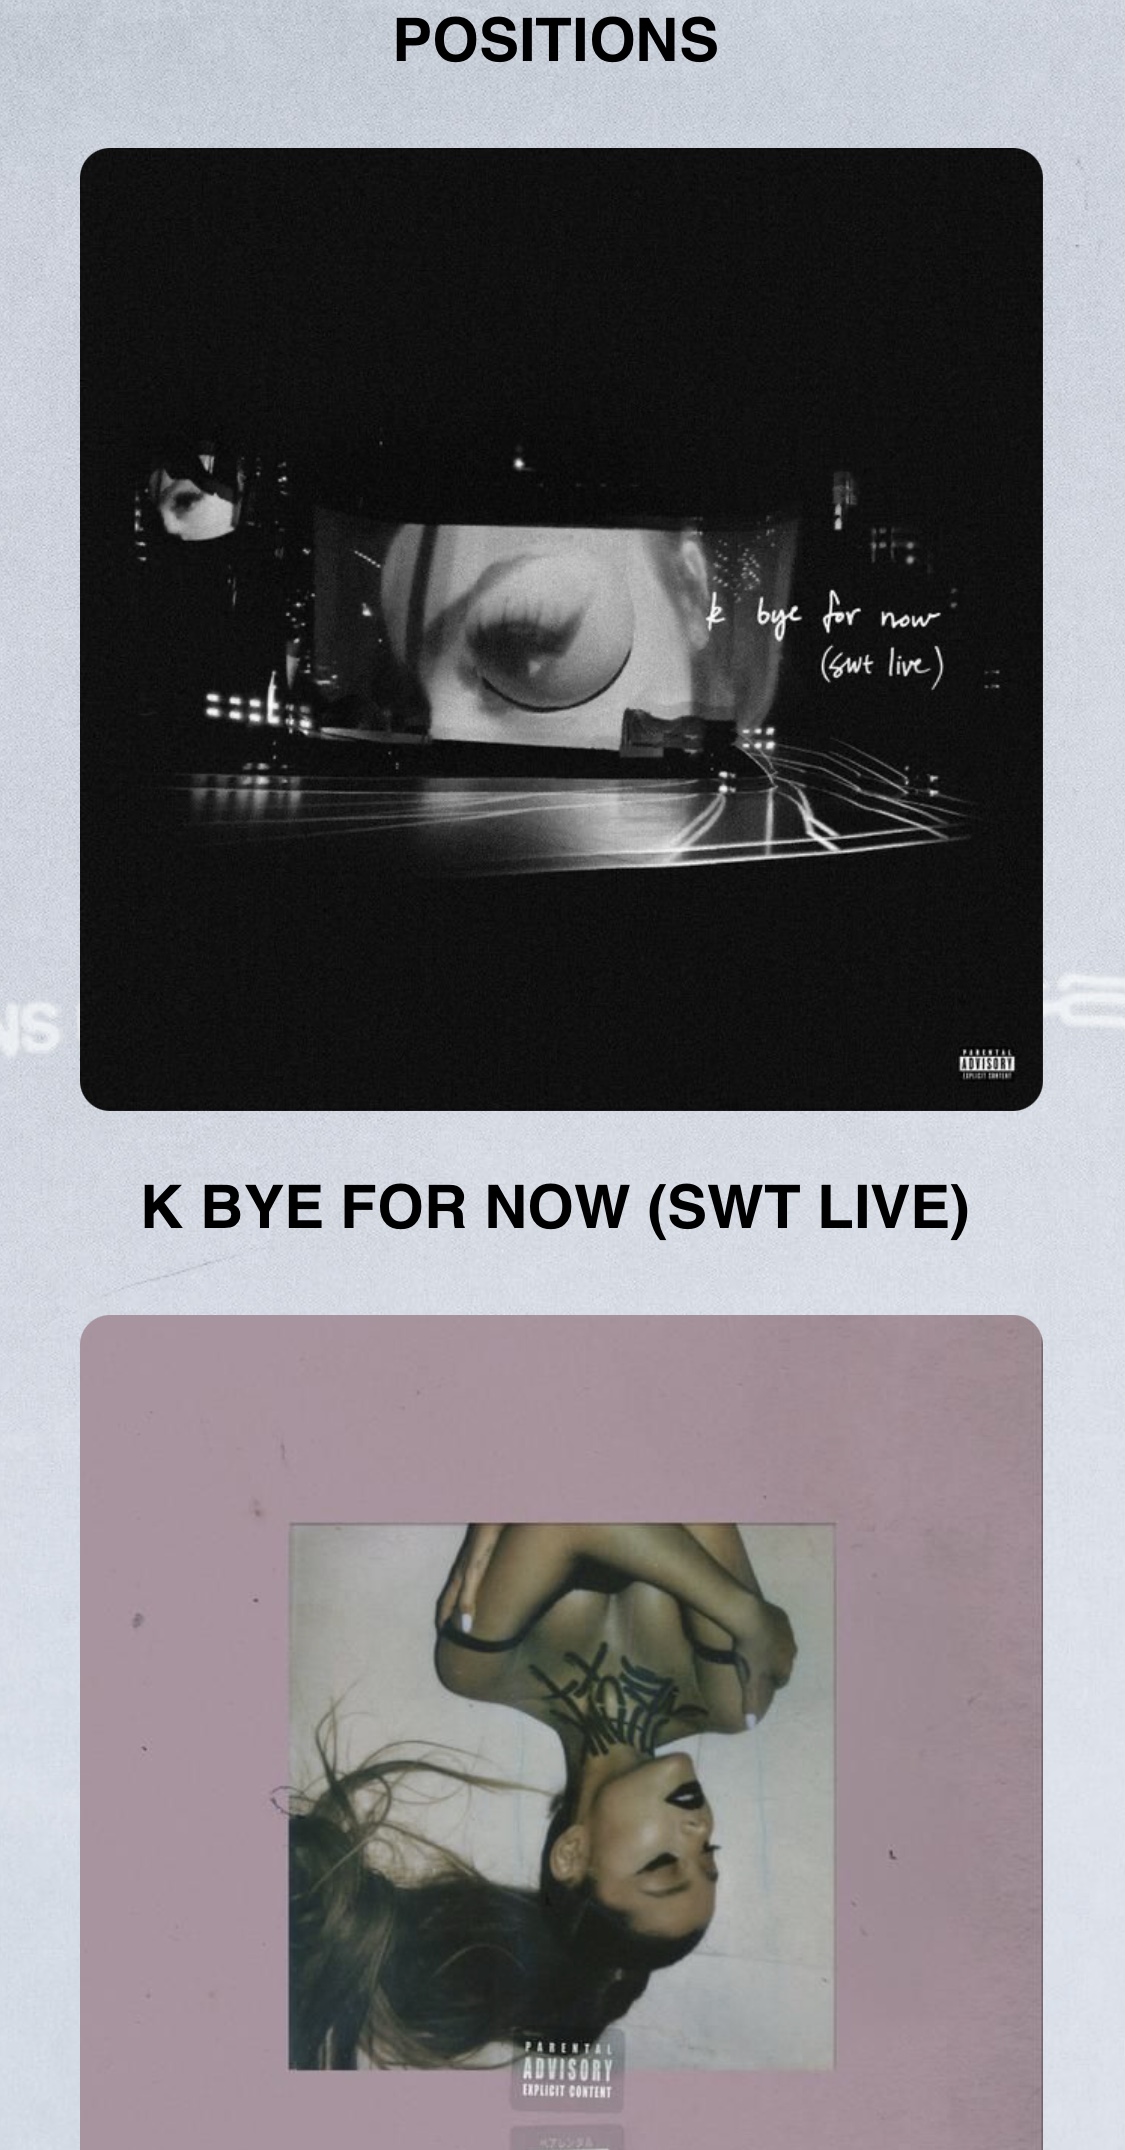 POSITIONS
k bye for now
(swt live)
NS
PARENTAL
ADVISORY
EXPLICIT CONTENT
K BYE FOR NOW (SWT LIVE)
PARENTAL
ADVISORY
EXPLICIT CONTENT